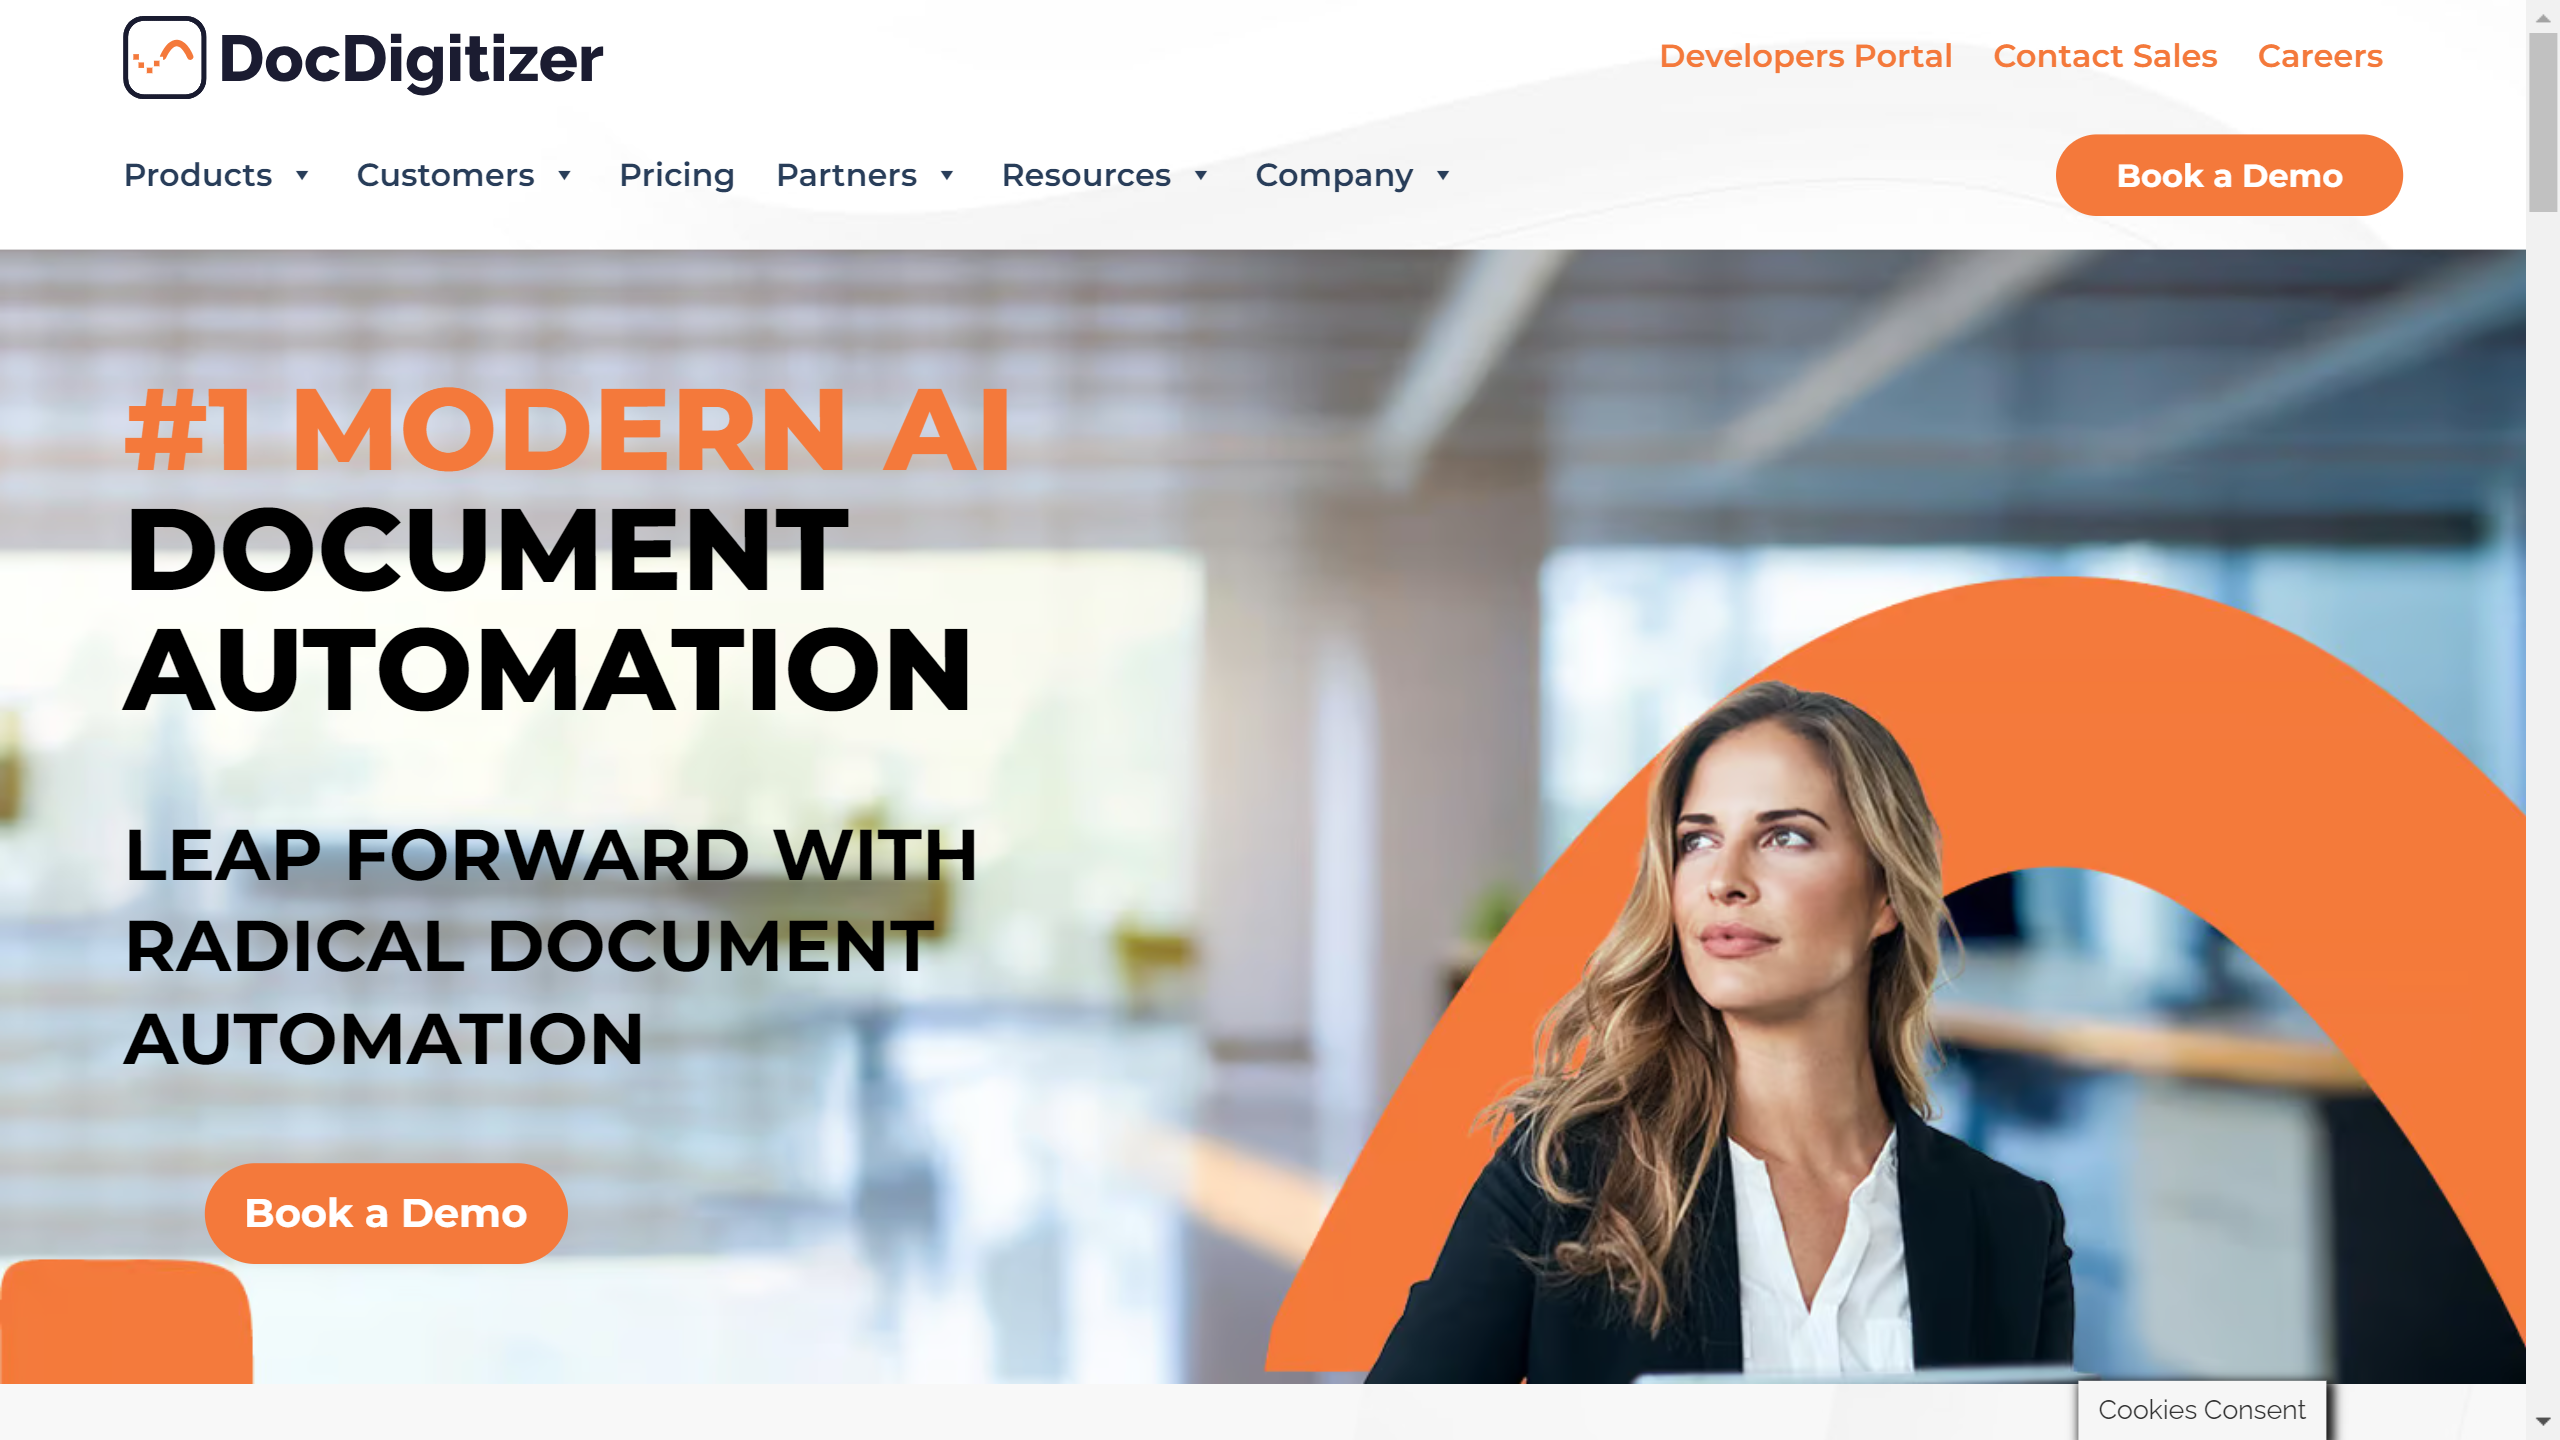 DocDigitizer
Developers Portal Contact Sales Careers
Products Customers Pricing Partners Resources Company Book a Demo
#1 MODERN AI
DOCUMENT
AUTOMATION
LEAP FORWARD WITH
RADICAL DOCUMENT
AUTOMATION
Book a Demo
Cookies Consent